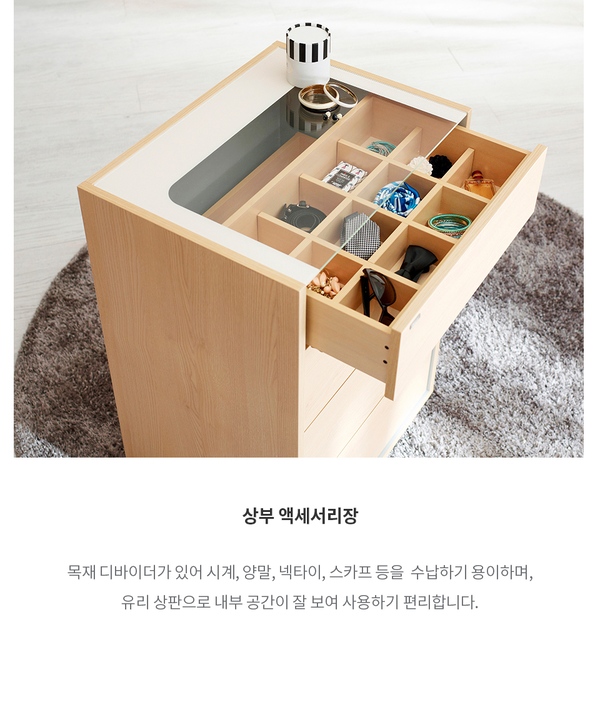 상부 액세서리장
목재 디바이더가 있어 시계, 양말, 넥타이, 스카프 등을 수납하기 용이하며,
유리 상판으로 내부 공간이 잘 보여 사용하기 편리합니다.